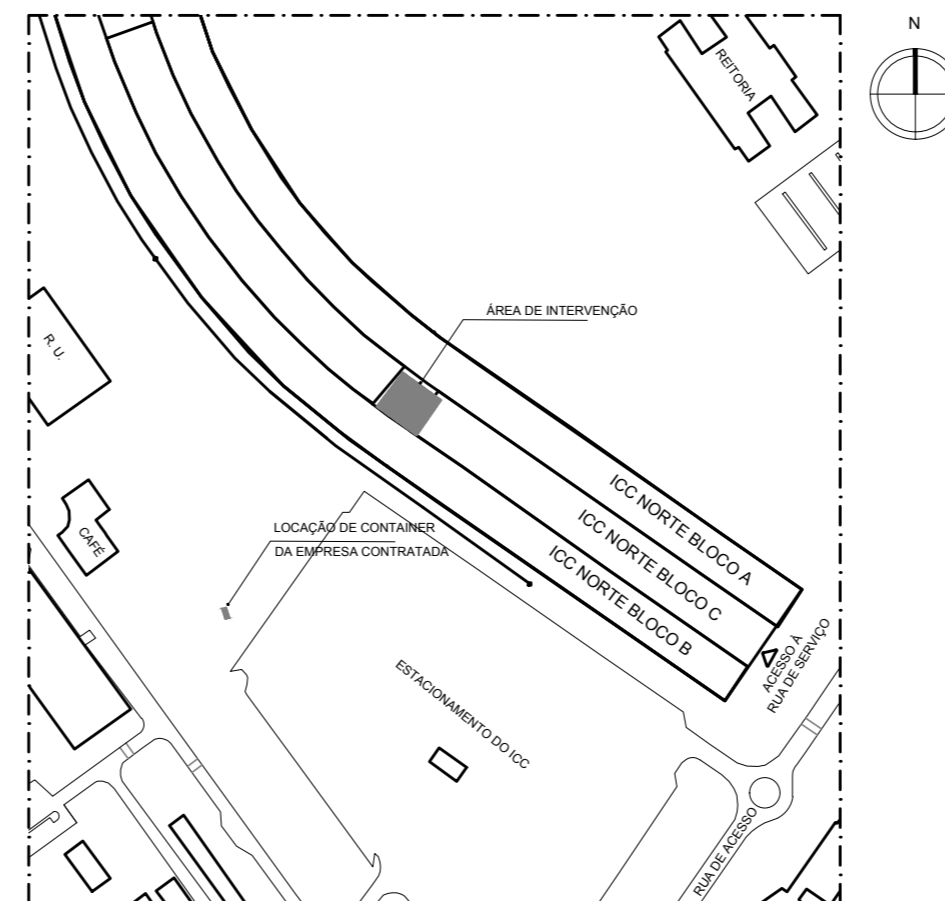 N
REITORIA
ÁREA DE INTERVENÇÃO
R. U.
ICC NORTE BLOCO A
ICC NORTE BLOCO C
ICC NORTE BLOCO B
LOCAÇÃO DE CONTAINER
DA EMPRESA CONTRATADA
CAFÉ
ACESSO À
RUA DE SERVIÇO
ESTACIONAMENTO DO ICC
RUA DE ACESSO